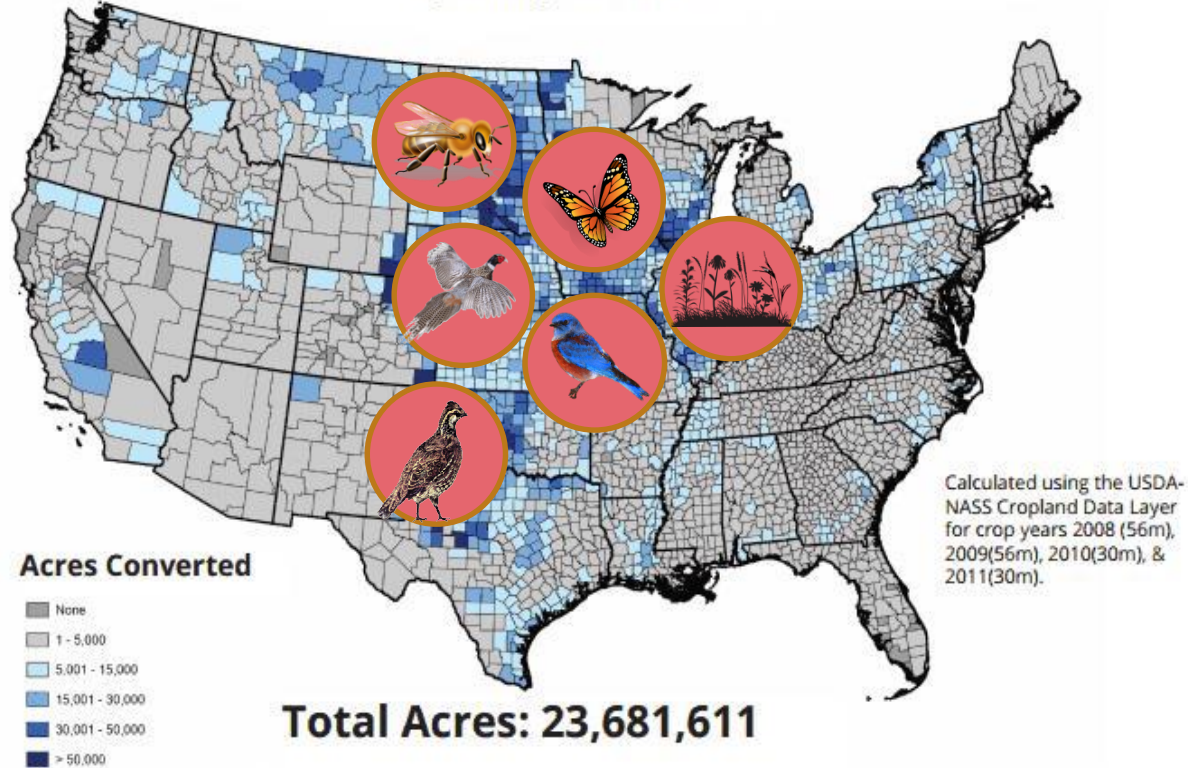 Calculated using the USDA-
NASS Cropland Data Layer
for crop years 2008 (56m),
2009(56m), 2010(30m), &
2011(30m).
Acres Converted
None
1 - 5,000
5,001 - 15,000
15,001 - 30,000
30,001 - 50,000
> 50,000
Total Acres: 23,681,611